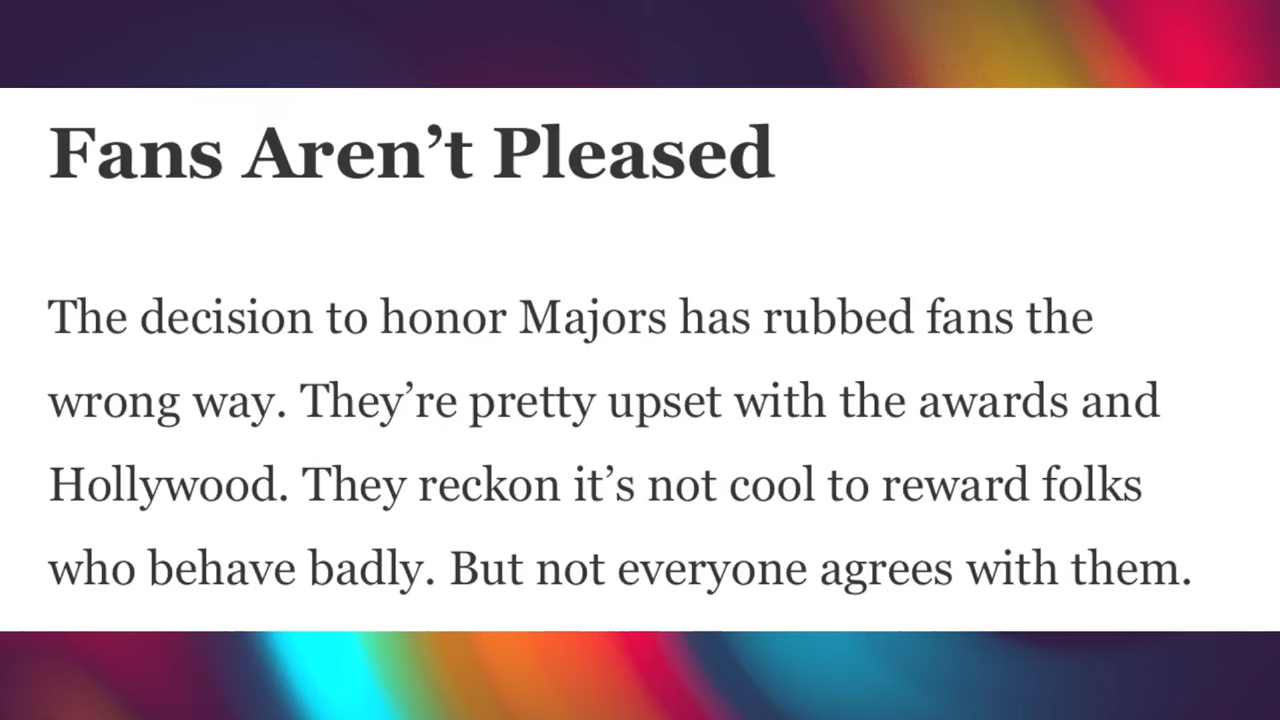 Fans Aren’t Pleased
The decision to honor Majors has rubbed fans the
wrong way. They’re pretty upset with the awards and
Hollywood. They reckon it’s not cool to reward folks
who behave badly. But not everyone agrees with them.